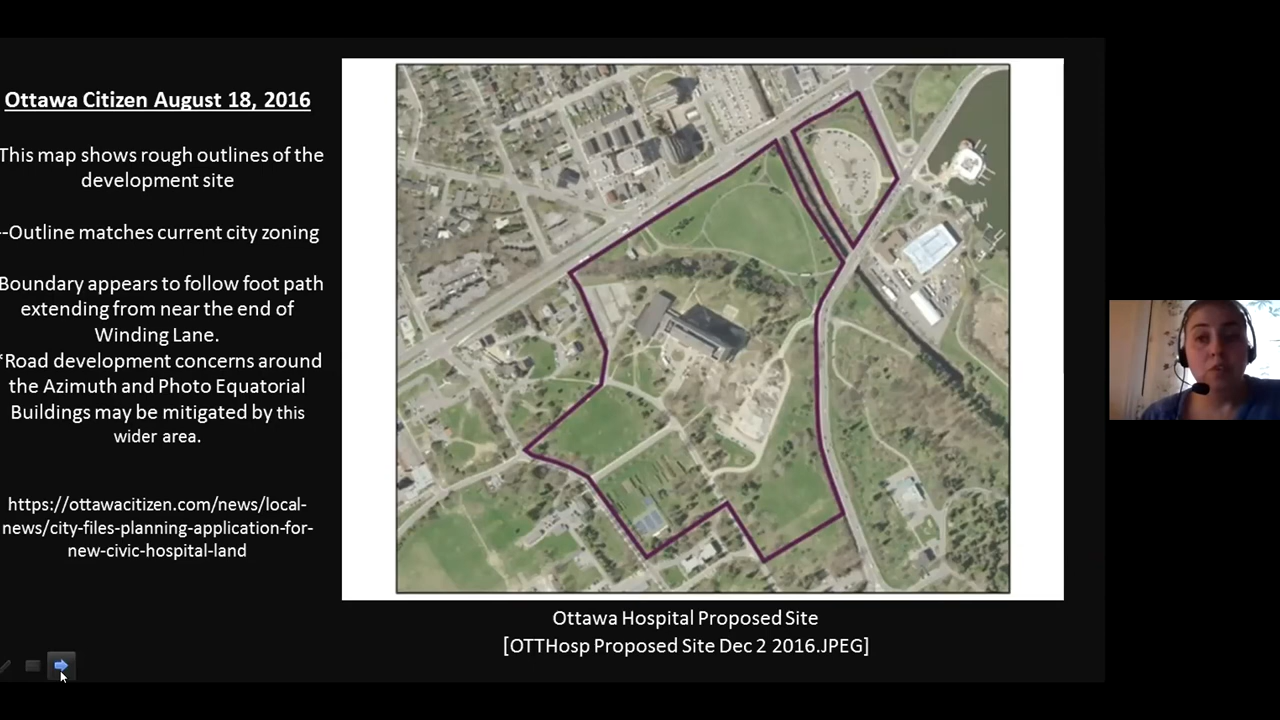 Ottawa Citizen August 18, 2016
This map shows rough outlines of the
development site
--Outline matches current city zoning
Boundary appears to follow foot path
extending from near the end of
Winding Lane.
*Road development concerns around
the Azimuth and Photo Equatorial
Buildings may be mitigated by this
wider area.
https://ottawacitizen.com/news/local-
news/city-files-planning-application-for-
new-civic-hospital-land
Ottawa Hospital Proposed Site
[OTTHosp Proposed Site Dec 2 2016.JPEG]